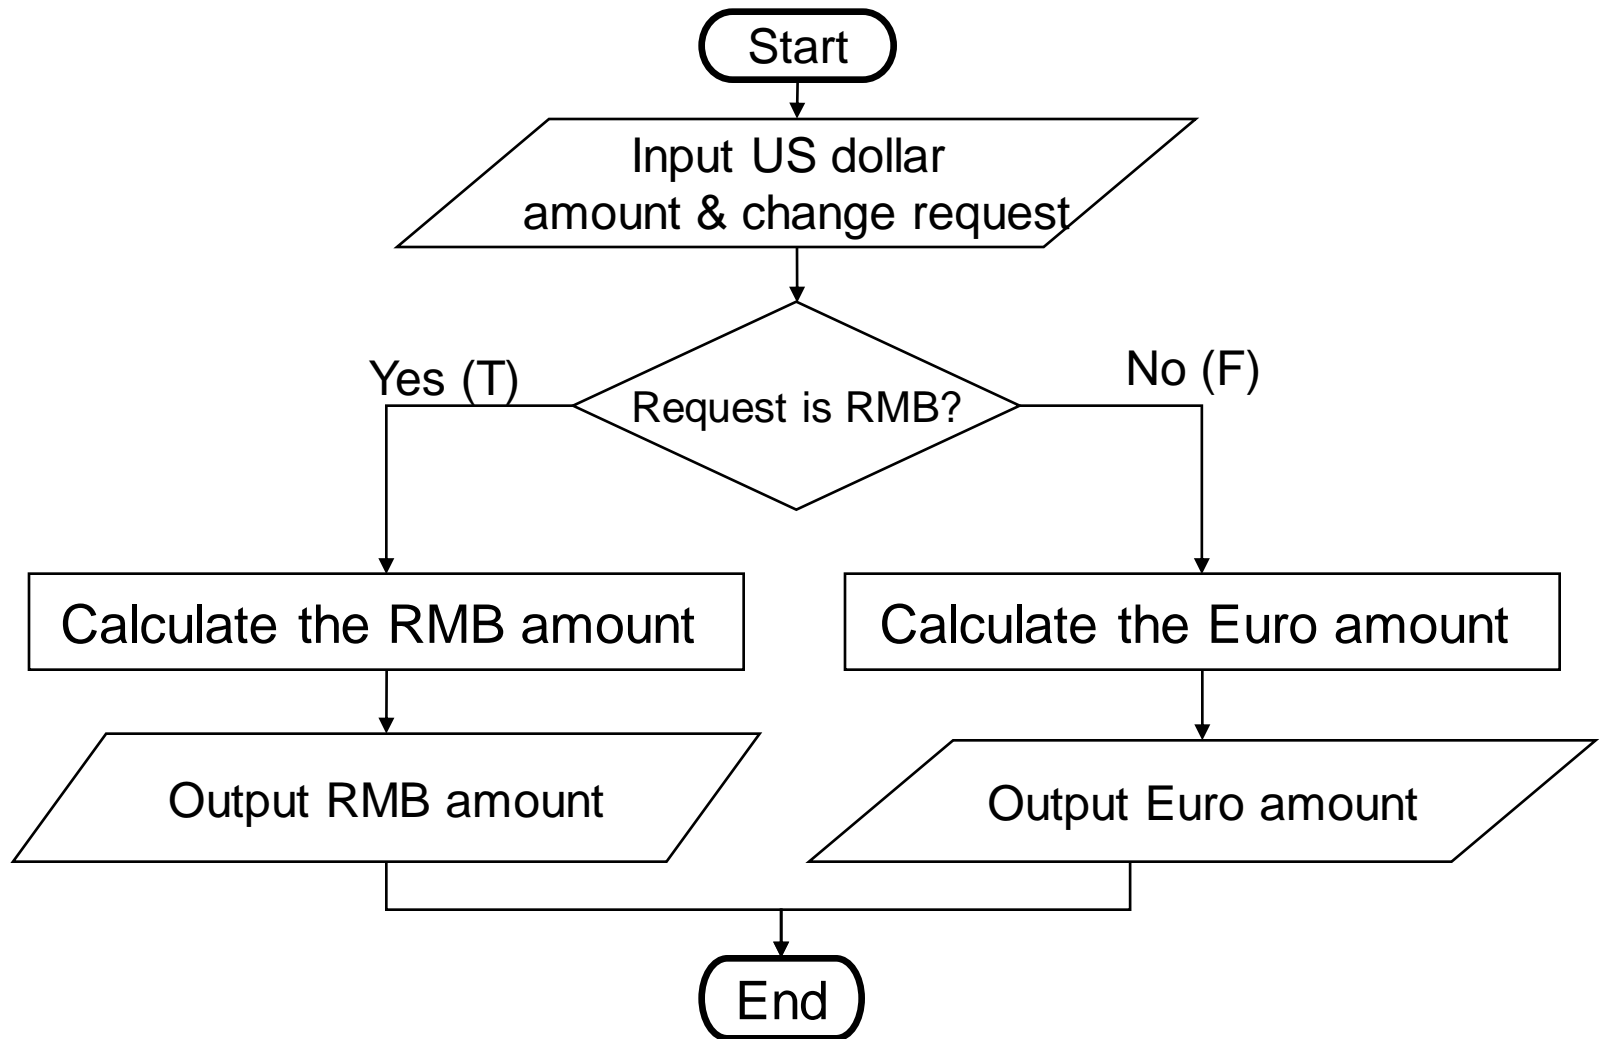 Start
Input US dollar
amount & change request
Yes (T)
No (F)
Request is RMB?
Calculate the RMB amount
Calculate the Euro amount
Output RMB amount
Output Euro amount
End